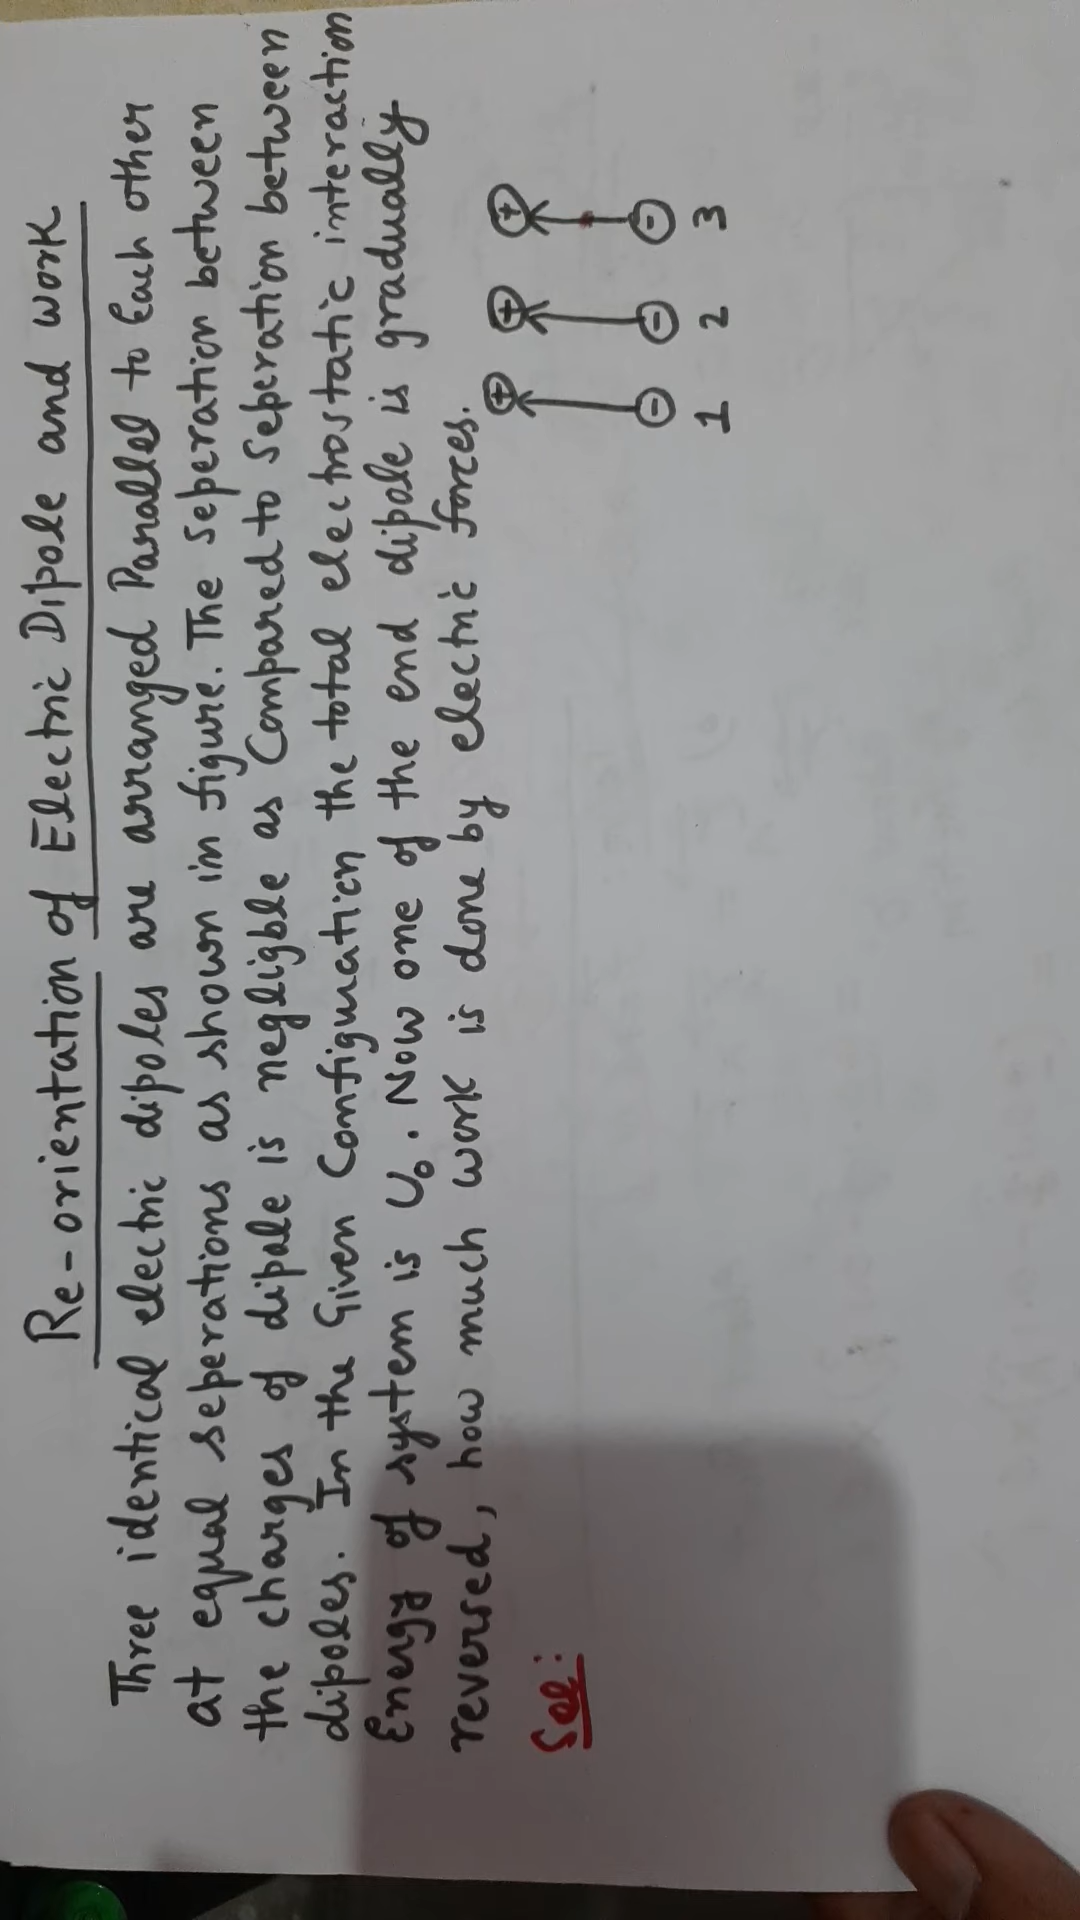 Re-orientation of Electric Dipole and work
Three identical electric dipoles are arranged Parallel to Each other
at equal seperations as shown in figure. The seperation between
the charges of dipole is negligble as Compared to seperation between
dipoles. In the Given Configuration the total electrostatic interaction
Energy of system is U₀. Now one of the end dipole is gradually
reversed, how much work is done by electric forces.
+ + +
- - -
1 2 3
Sol: